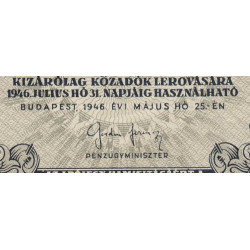 KIZÁRÓLAG KÖZADÓK LEROVÁSÁRA
1946. JULIUS HÓ 31. NAPJÁIG HASZNÁLHATÓ
BUDAPEST, 1946. ÉVI MÁJUS HÓ 25.-ÉN
PÉNZÜGYMINISZTER